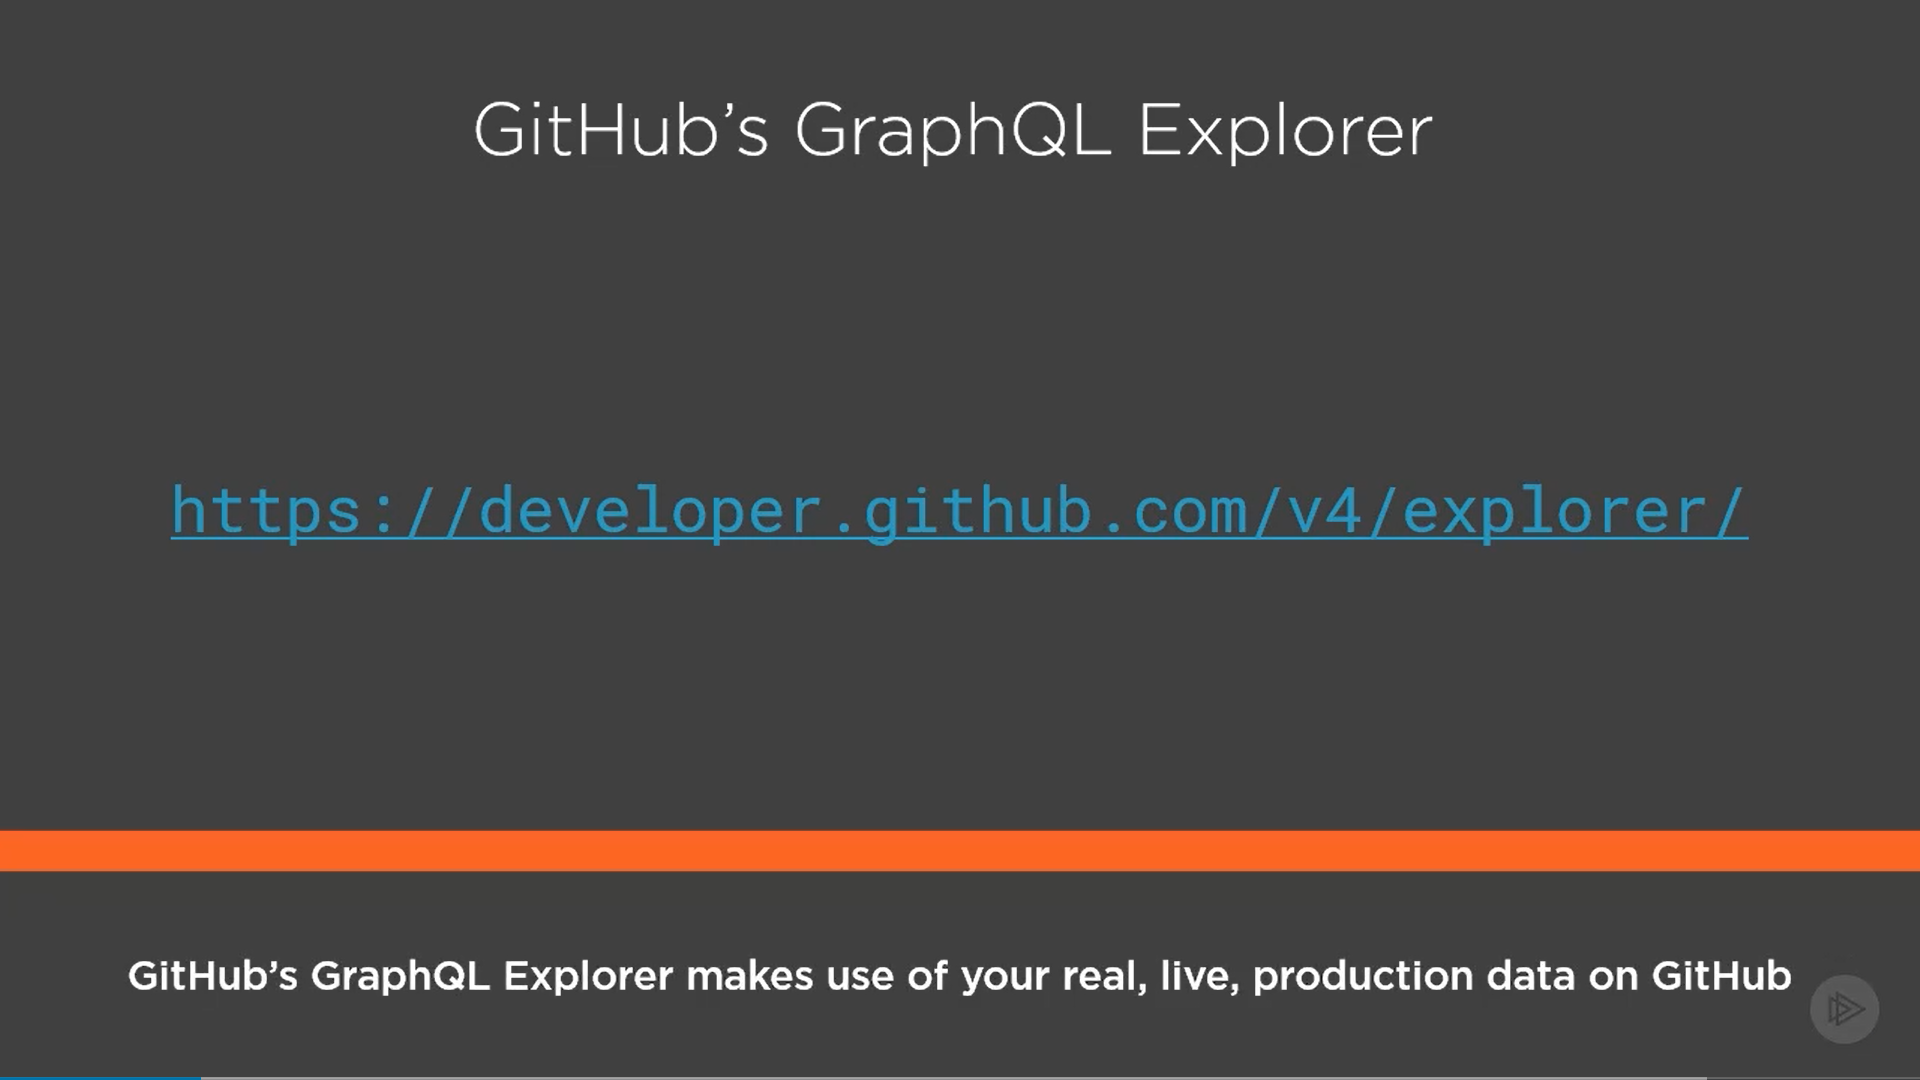 GitHub’s GraphQL Explorer
https://developer.github.com/v4/explorer/
GitHub’s GraphQL Explorer makes use of your real, live, production data on GitHub